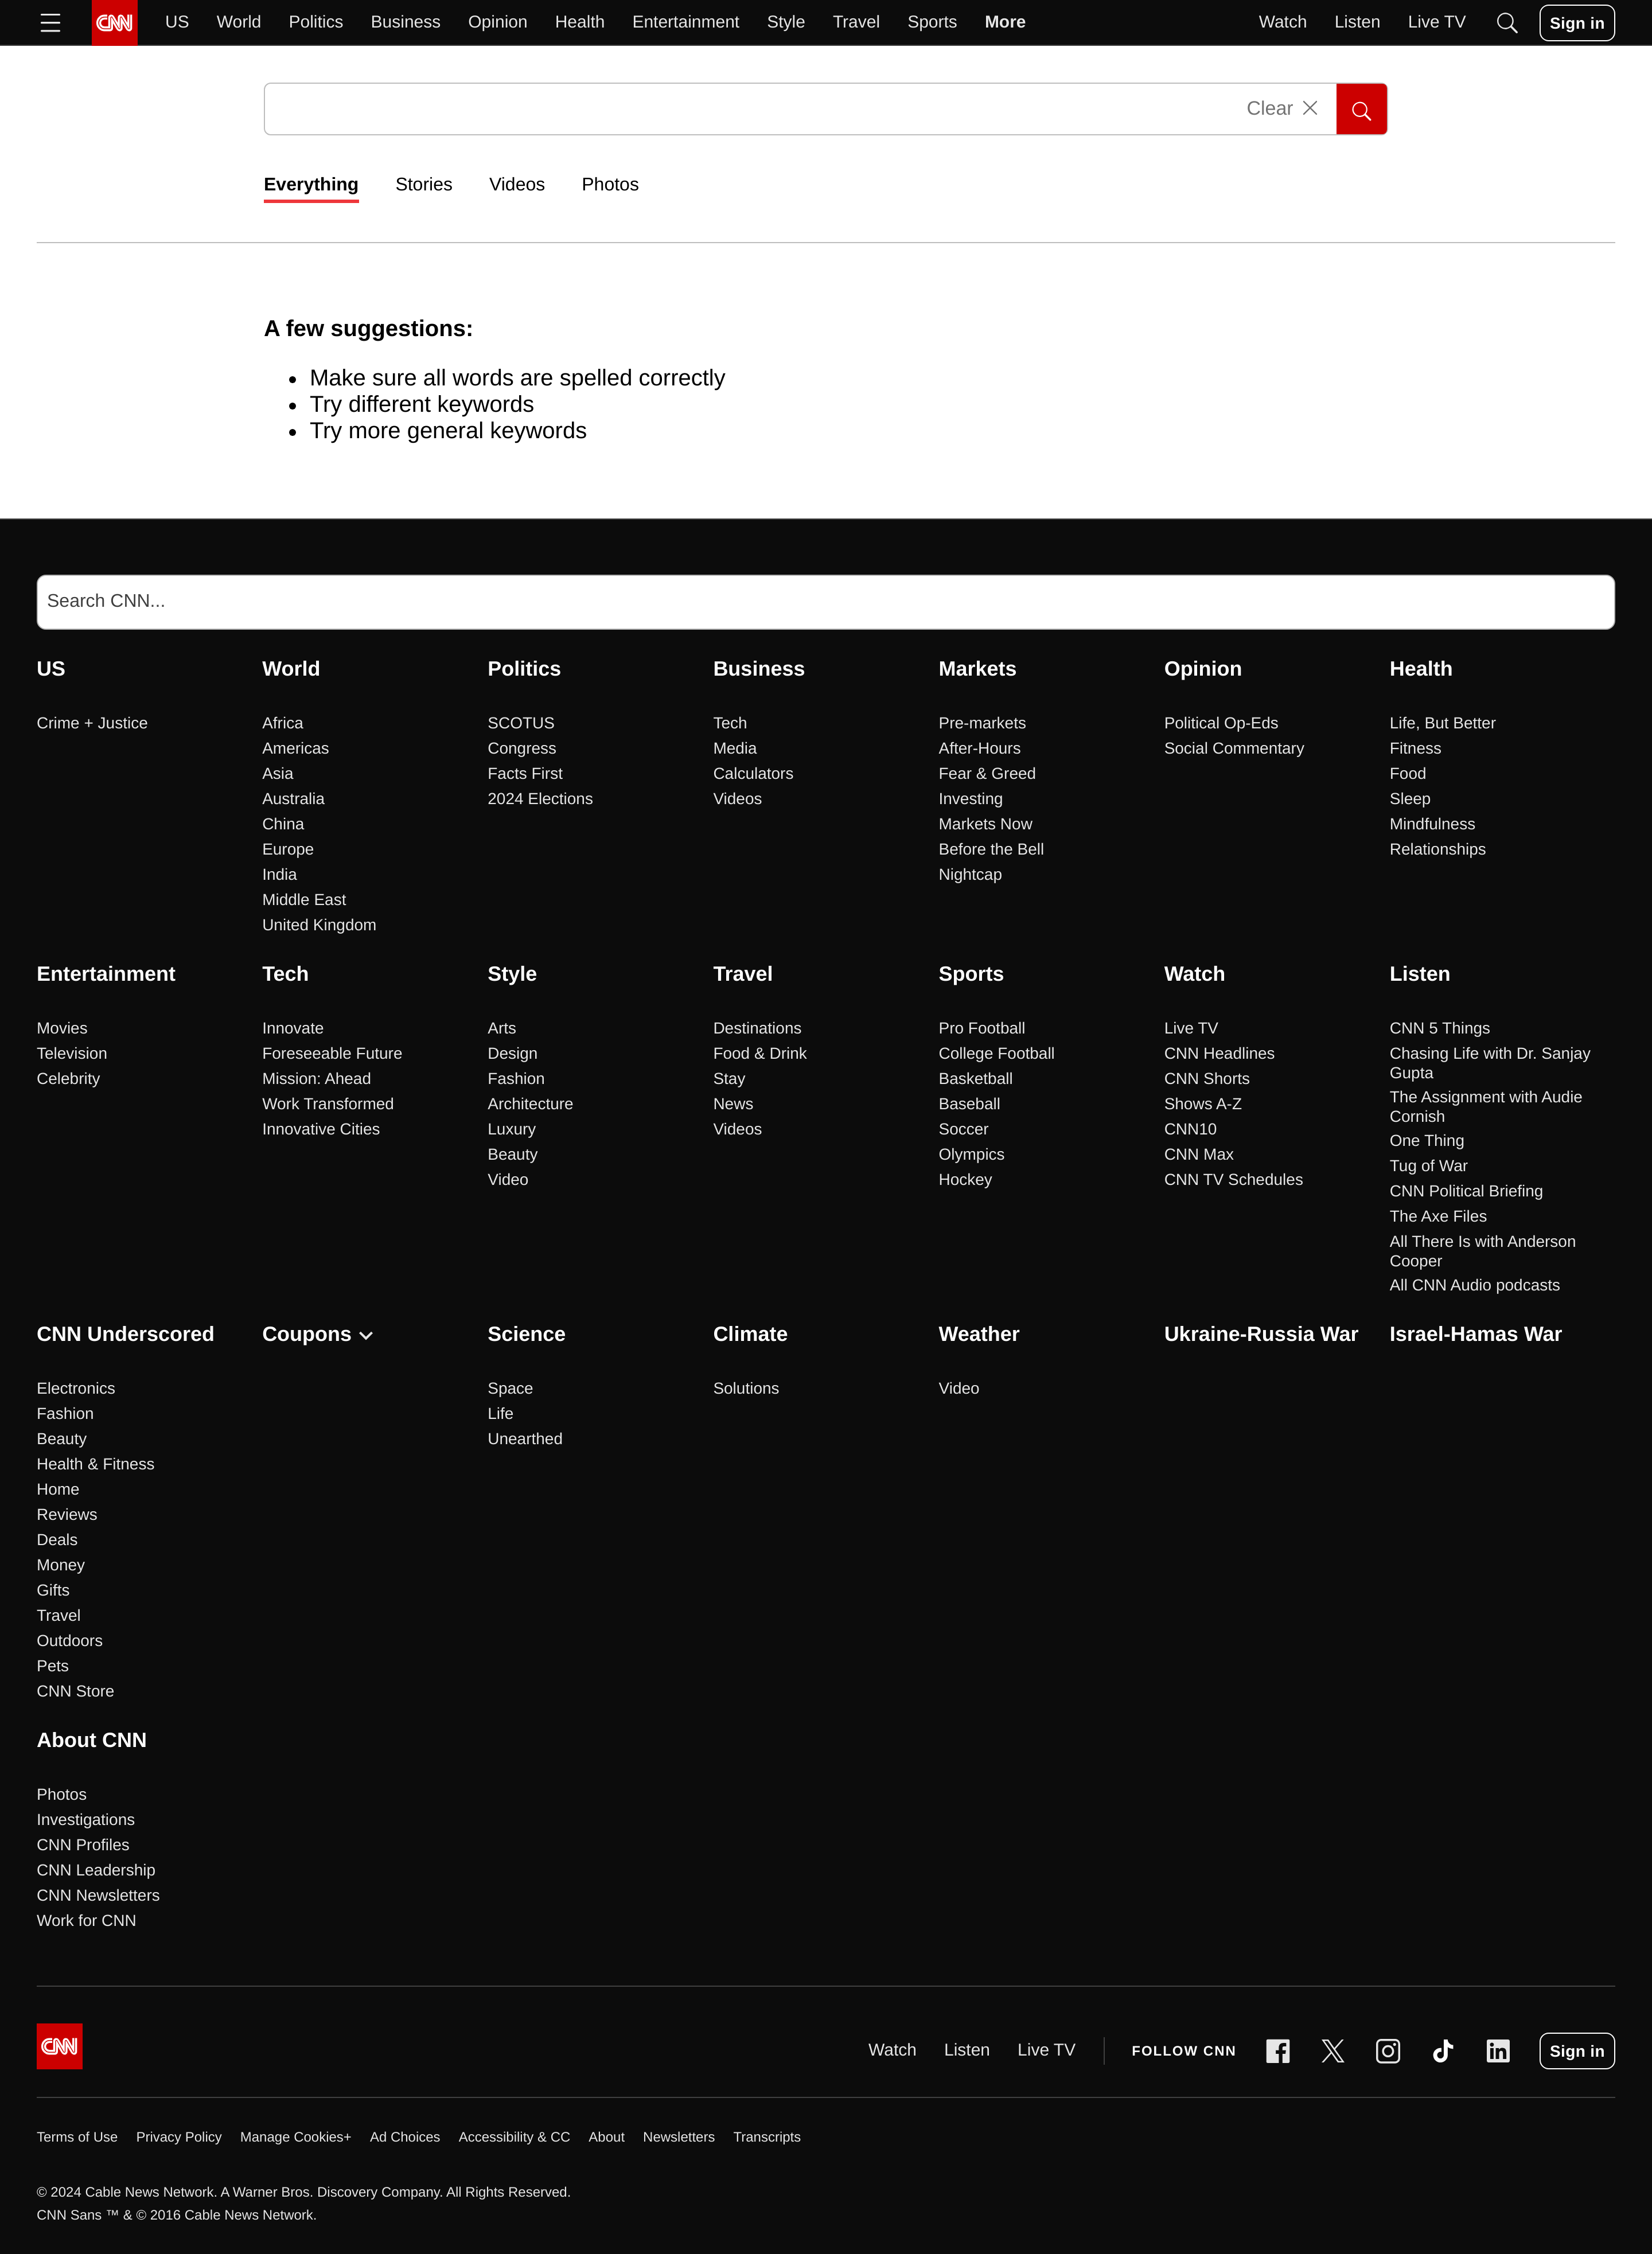 CNN US World Politics Business Opinion Health Entertainment Style Travel Sports More Watch Listen Live TV Sign in
Clear
Everything Stories Videos Photos
A few suggestions:
Make sure all words are spelled correctly
Try different keywords
Try more general keywords
Search CNN...
US
Crime + Justice
World
Africa
Americas
Asia
Australia
China
Europe
India
Middle East
United Kingdom
Politics
SCOTUS
Congress
Facts First
2024 Elections
Business
Tech
Media
Calculators
Videos
Markets
Pre-markets
After-Hours
Fear & Greed
Investing
Markets Now
Before the Bell
Nightcap
Opinion
Political Op-Eds
Social Commentary
Health
Life, But Better
Fitness
Food
Sleep
Mindfulness
Relationships
Entertainment
Movies
Television
Celebrity
Tech
Innovate
Foreseeable Future
Mission: Ahead
Work Transformed
Innovative Cities
Style
Arts
Design
Fashion
Architecture
Luxury
Beauty
Video
Travel
Destinations
Food & Drink
Stay
News
Videos
Sports
Pro Football
College Football
Basketball
Baseball
Soccer
Olympics
Hockey
Watch
Live TV
CNN Headlines
CNN Shorts
Shows A-Z
CNN10
CNN Max
CNN TV Schedules
Listen
CNN 5 Things
Chasing Life with Dr. Sanjay
Gupta
The Assignment with Audie
Cornish
One Thing
Tug of War
CNN Political Briefing
The Axe Files
All There Is with Anderson
Cooper
All CNN Audio podcasts
CNN Underscored
Electronics
Fashion
Beauty
Health & Fitness
Home
Reviews
Deals
Money
Gifts
Travel
Outdoors
Pets
CNN Store
Coupons
Science
Space
Life
Unearthed
Climate
Solutions
Weather
Video
Ukraine-Russia War
Israel-Hamas War
About CNN
Photos
Investigations
CNN Profiles
CNN Leadership
CNN Newsletters
Work for CNN
CNN Watch Listen Live TV FOLLOW CNN Sign in
Terms of Use Privacy Policy Manage Cookies+ Ad Choices Accessibility & CC About Newsletters Transcripts
© 2024 Cable News Network. A Warner Bros. Discovery Company. All Rights Reserved.
CNN Sans ™ & © 2016 Cable News Network.